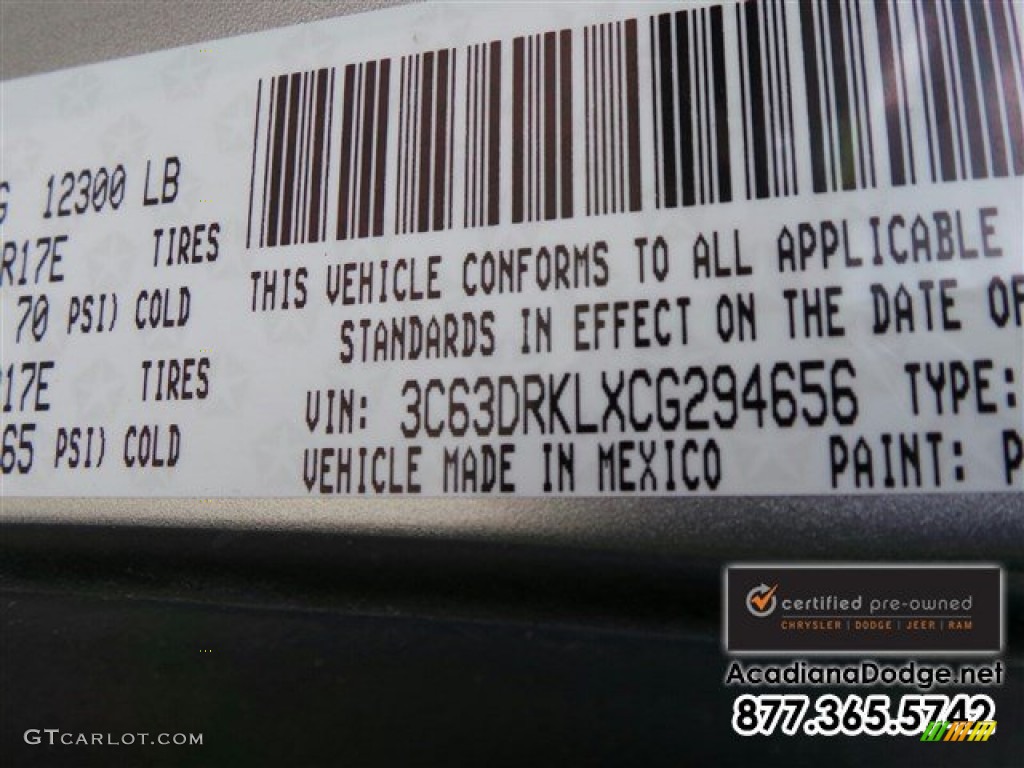 12300 LB
R17E TIRES
70 PSI) COLD
17E TIRES
65 PSI) COLD
THIS VEHICLE CONFORMS TO ALL APPLICABLE
STANDARDS IN EFFECT ON THE DATE OF
VIN: 3C63DRKLXCG294656 TYPE:
VEHICLE MADE IN MEXICO PAINT: P
certified pre-owned
CHRYSLER | DODGE | JEEP | RAM
AcadianaDodge.net
877.365.5742
GTCARLOT.COM